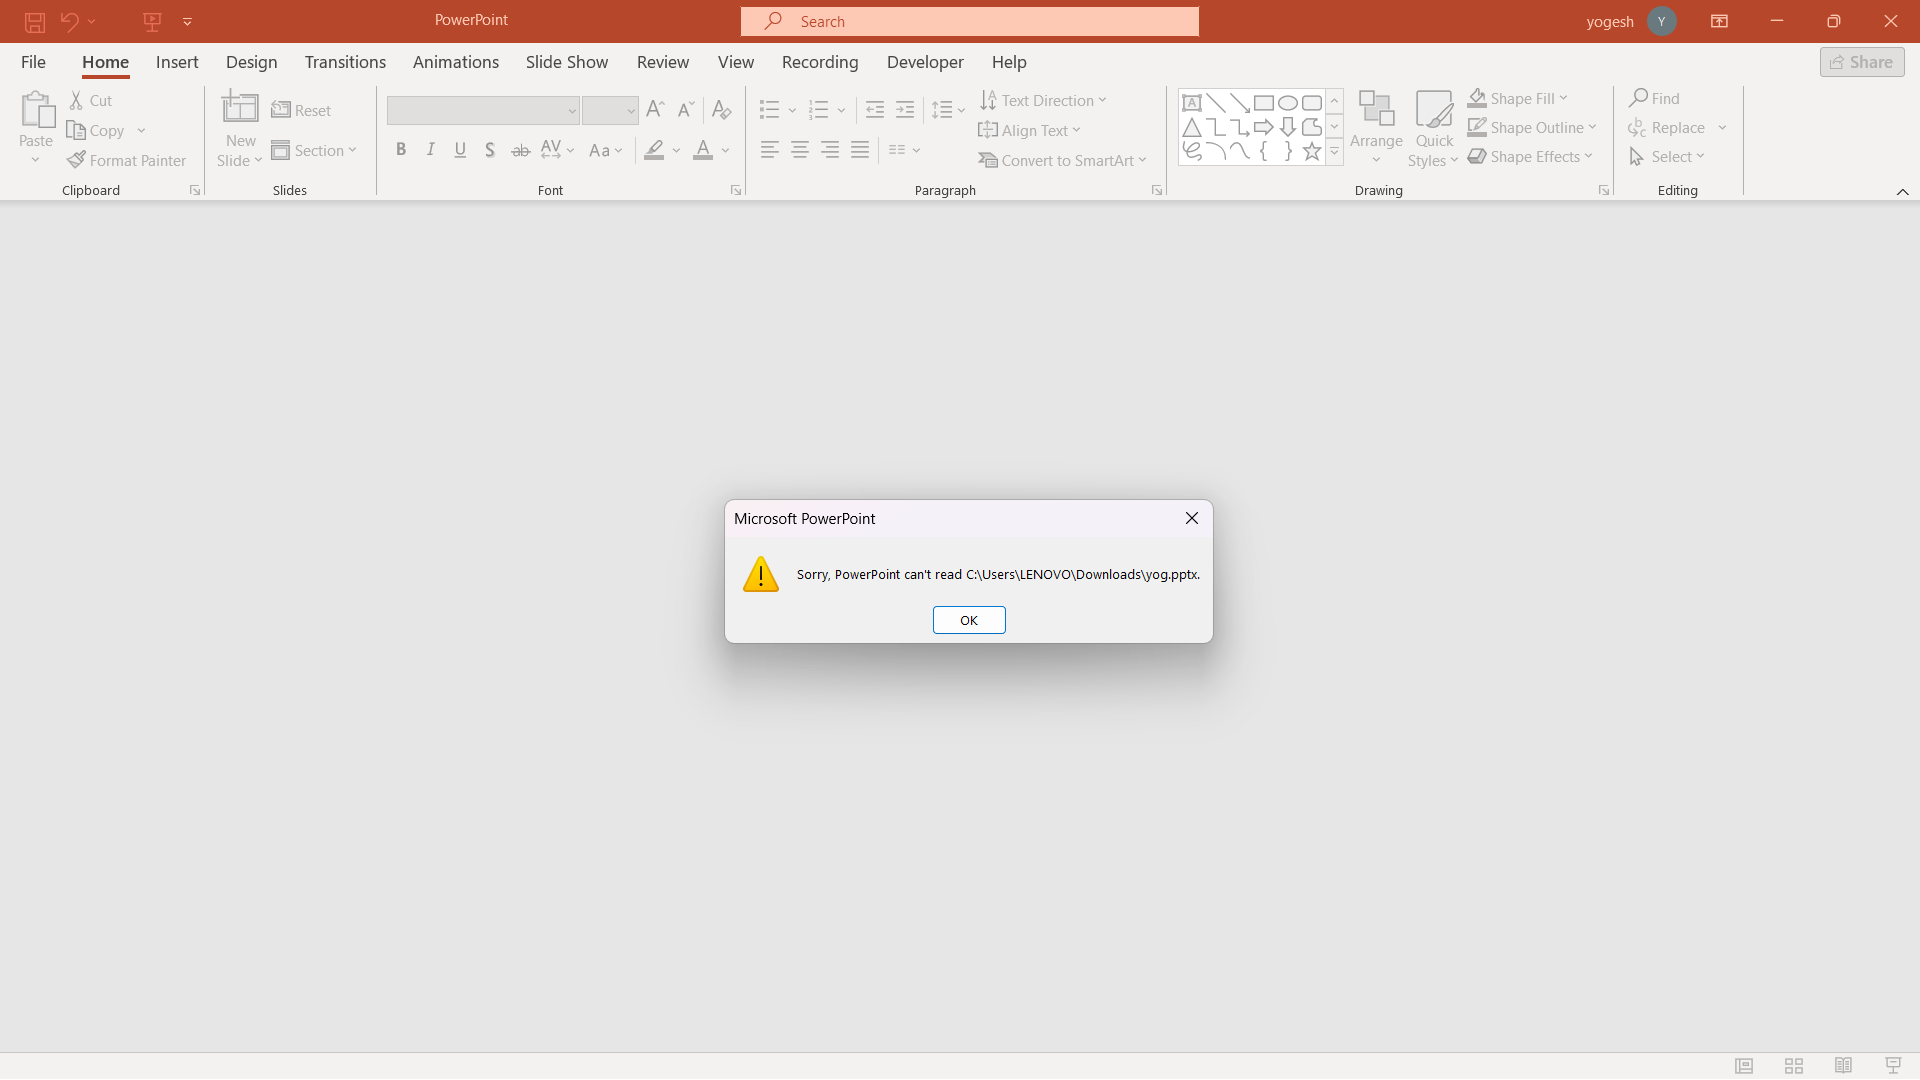 PowerPoint
Search
yogesh
Y
File
Home
Insert
Design
Transitions
Animations
Slide Show
Review
View
Recording
Developer
Help
Share
Paste
Cut
Copy
Format Painter
Clipboard
New
Slide
Reset
Section
Slides
B I U S ab AV Aa A
Font
Text Direction
Align Text
Convert to SmartArt
Paragraph
Arrange
Quick
Styles
Shape Fill
Shape Outline
Shape Effects
Drawing
Find
Replace
Select
Editing
Microsoft PowerPoint
Sorry, PowerPoint can't read C:\Users\LENOVO\Downloads\yog.pptx.
OK